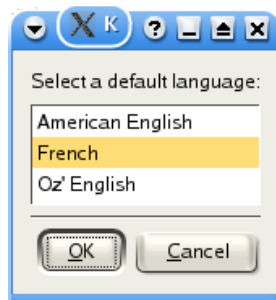 K
Select a default language:
American English
French
Oz' English
OK
Cancel